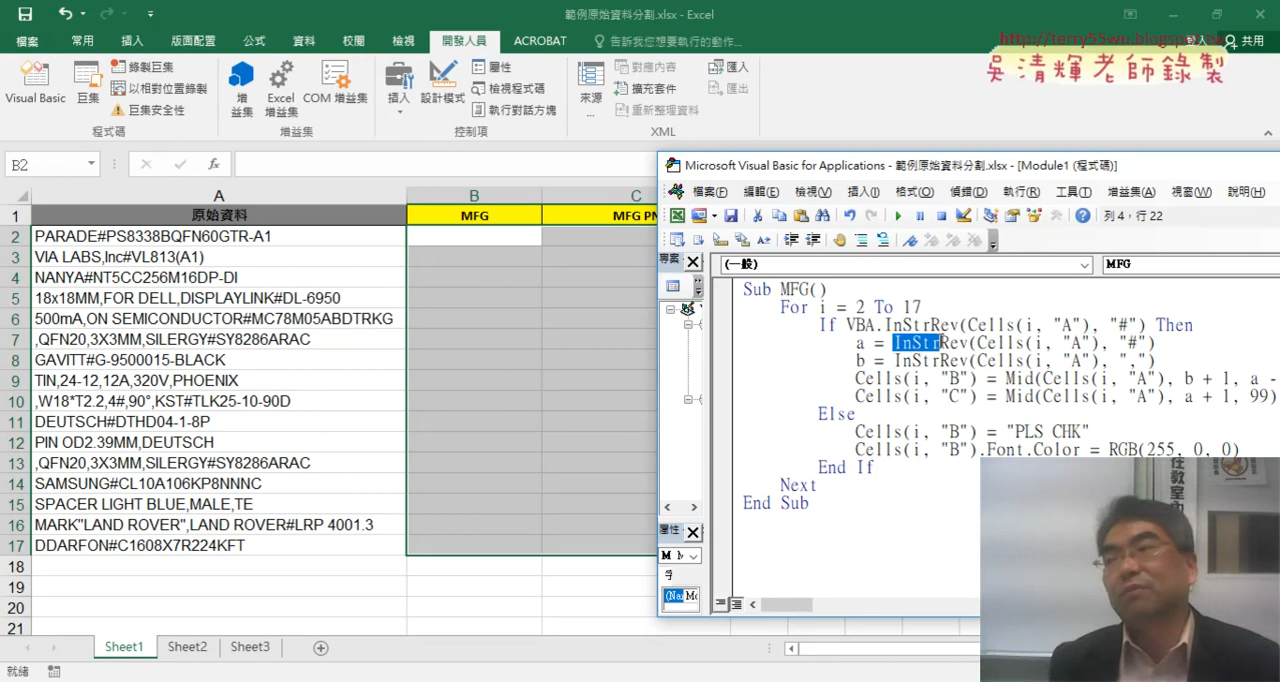 範例原始資料分割.xlsx - Excel
http://terry55wu.blogspot.tw
吳清輝老師錄製
檔案 常用 插入 版面配置 公式 資料 校閱 檢視 開發人員 ACROBAT 告訴我您想要執行的動作... 共用
Visual Basic 巨集 錄製巨集 以相對位置錄製 巨集安全性
增益集 Excel 增益集 COM 增益集
插入 設計模式 屬性 檢視程式碼 執行對話方塊
來源... 對應內容 擴充套件 重新整理資料 匯入 匯出
程式碼 增益集 控制項 XML
B2 fx
A B C
1 原始資料 MFG MFG PN
2 PARADE#PS8338BQFN60GTR-A1
3 VIA LABS,Inc#VL813(A1)
4 NANYA#NT5CC256M16DP-DI
5 18x18MM,FOR DELL,DISPLAYLINK#DL-6950
6 500mA,ON SEMICONDUCTOR#MC78M05ABDTRKG
7 ,QFN20,3X3MM,SILERGY#SY8286ARAC
8 GAVITT#G-9500015-BLACK
9 TIN,24-12,12A,320V,PHOENIX
10 ,W18*T2.2,4#,90°,KST#TLK25-10-90D
11 DEUTSCH#DTHD04-1-8P
12 PIN OD2.39MM,DEUTSCH
13 ,QFN20,3X3MM,SILERGY#SY8286ARAC
14 SAMSUNG#CL10A106KP8NNNC
15 SPACER LIGHT BLUE,MALE,TE
16 MARK"LAND ROVER",LAND ROVER#LRP 4001.3
17 DDARFON#C1608X7R224KFT
18
19
20
21
Sheet1 Sheet2 Sheet3
就緒
Microsoft Visual Basic for Applications - 範例原始資料分割.xlsx - [Module1 (程式碼)]
檔案(F) 編輯(E) 檢視(V) 插入(I) 格式(O) 偵錯(D) 執行(R) 工具(T) 增益集(A) 視窗(W) 說明(H)
列 4，行 22
專案
(一般) MFG
Sub MFG()
For i = 2 To 17
If VBA.InStrRev(Cells(i, "A"), "#") Then
a = InStrRev(Cells(i, "A"), "#")
b = InStrRev(Cells(i, "A"), ",")
Cells(i, "B") = Mid(Cells(i, "A"), b + 1, a -
Cells(i, "C") = Mid(Cells(i, "A"), a + 1, 99)
Else
Cells(i, "B") = "PLS CHK"
Cells(i, "B").Font.Color = RGB(255, 0, 0)
End If
Next
End Sub
屬性